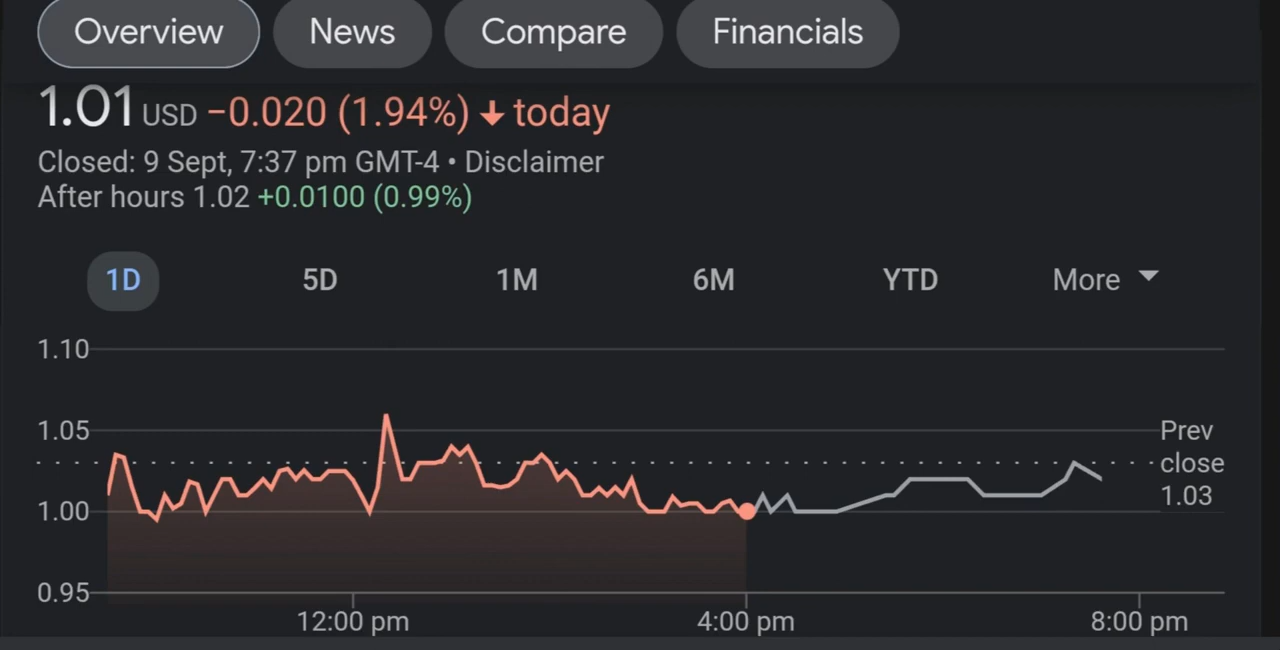 Overview News Compare Financials
1.01 USD −0.020 (1.94%) ↓ today
Closed: 9 Sept, 7:37 pm GMT-4 • Disclaimer
After hours 1.02 +0.0100 (0.99%)
1D 5D 1M 6M YTD More
1.10
1.05
1.00
0.95
Prev
close
1.03
12:00 pm 4:00 pm 8:00 pm